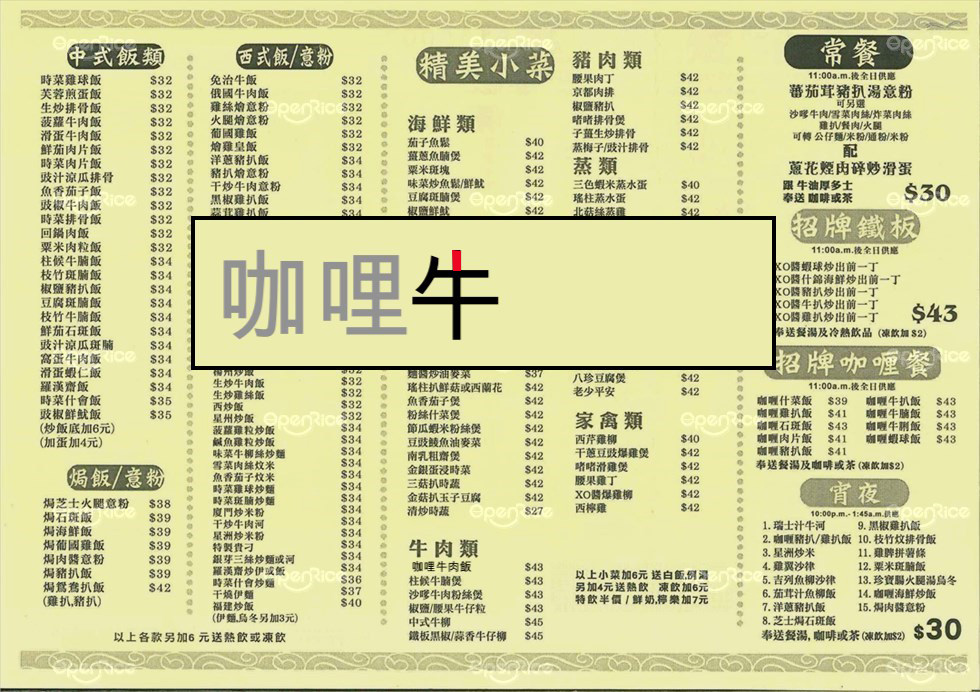 中式飯類
時菜雞球飯 $32
芙蓉煎蛋飯 $32
生炒排骨飯 $32
菠蘿牛肉飯 $32
滑蛋牛肉飯 $32
鮮茄肉片飯 $32
時菜肉片飯 $32
豉汁涼瓜排骨 $32
魚香茄子飯 $32
豉椒牛肉飯 $32
時菜排骨飯 $32
回鍋肉飯 $32
粟米肉粒飯 $32
柱候牛腩飯 $34
枝竹斑腩飯 $34
椒鹽豬扒飯 $34
豆腐斑腩飯 $34
枝竹牛腩飯 $34
鮮茄石斑飯 $34
豉汁涼瓜斑腩 $34
窩蛋牛肉飯 $34
滑蛋蝦仁飯 $34
羅漢齋飯 $34
時菜什會飯 $35
豉椒鮮魷飯 $35
(炒飯底加6元)
(加蛋加4元)
焗飯/意粉
焗芝士火腿意粉 $38
焗石斑飯 $39
焗海鮮飯 $39
焗葡國雞飯 $39
焗肉醬意粉 $39
焗豬扒飯 $39
焗鴛鴦扒飯 $42
(雞扒,豬扒)
以上各款另加6元送熱飲或凍飲
西式飯/意粉
免治牛飯 $32
俄國牛肉飯 $32
雞絲燴意粉 $32
火腿燴意粉 $32
葡國雞飯 $32
燴雞皇飯 $32
洋蔥豬扒飯 $34
豬扒燴意粉 $34
干炒牛肉意粉 $34
黑椒雞扒飯 $34
蒜茸雞扒飯 $34
咖哩牛
楊州炒飯 $32
生炒牛肉飯 $32
生炒雞絲飯 $32
西炒飯 $32
星州炒飯 $32
菠蘿雞粒炒飯 $34
鹹魚雞粒炒飯 $34
味菜牛柳絲炒麵 $34
雪菜肉絲炆米 $34
魚香茄子炆米 $34
時菜雞球炒麵 $34
時菜斑腩炒麵 $34
廈門炒米粉 $34
干炒牛肉河 $34
星洲炒米粉 $34
特製貴刁 $34
銀芽三絲炒麵或河 $34
羅漢齋炒伊或飯 $34
時菜什會炒麵 $36
干燒伊麵 $37
福建炒飯 $40
(伊麵,烏冬另加3元)
精美小菜
海鮮類
茄子魚鬆 $40
薑蔥魚腩煲 $42
粟米斑塊 $42
味菜炒魚鬆/鮮魷 $42
豆腐斑腩煲 $42
椒鹽鮮魷 $42
麵醬炒油麥菜 $37
瑤柱扒鮮菇或西蘭花 $42
魚香茄子煲 $42
粉絲什菜煲 $42
節瓜蝦米粉絲煲 $42
豆豉鯪魚油麥菜 $42
南乳粗齋煲 $42
金銀蛋浸時菜 $42
三菇扒時蔬 $42
金菇扒玉子豆腐 $42
清炒時蔬 $27
牛肉類
咖哩牛肉飯 $43
柱候牛腩煲 $43
沙嗲牛肉粉絲煲 $43
椒鹽/腰果牛仔粒 $43
中式牛柳 $45
鐵板黑椒/蒜香牛仔柳 $45
豬肉類
腰果肉丁 $42
京都肉排 $42
椒鹽豬扒 $42
啫啫排骨煲 $42
子薑生炒排骨 $42
蒸梅子/豉汁排骨 $42
蒸類
三色蝦米蒸水蛋 $40
瑤柱蒸水蛋 $42
北菇絲蒸雞 $42
八珍豆腐煲 $42
老少平安 $42
家禽類
西芹雞柳 $40
干蔥豆豉爆雞煲 $42
啫啫滑雞煲 $42
腰果雞丁 $42
XO醬爆雞柳 $42
西檸雞 $42
以上小菜加6元 送白飯,例湯
另加4元送熱飲 凍飲加6元
特飲半價 / 鮮奶,檸樂加7元
常餐
11:00a.m.後全日供應
蕃茄茸豬扒湯意粉
可另選
沙嗲牛肉/雪菜肉絲/炸菜肉絲
雞扒/餐肉/火腿
可轉 公仔麵/米粉/通粉/米粉
配
蔥花煙肉碎炒滑蛋
跟 牛油厚多士
奉送 咖啡或茶 $30
招牌鐵板
11:00a.m.後全日供應
XO醬蝦球炒出前一丁
XO醬什錦海鮮炒出前一丁
XO醬豬扒炒出前一丁
XO醬牛扒炒出前一丁
XO醬雞扒炒出前一丁 $43
奉送餐湯及冷熱飲品 (凍飲加 $2)
招牌咖喱餐
11:00a.m.後全日供應
咖喱什菜飯 $39 咖喱牛扒飯 $43
咖喱雞扒飯 $41 咖喱牛腩飯 $43
咖喱石斑飯 $43 咖喱牛脷飯 $43
咖喱肉片飯 $41 咖喱蝦球飯 $43
咖喱豬扒飯 $41
奉送餐湯及咖啡或茶 (凍飲加$2)
宵夜
10:00p.m.- 1:45a.m.供應
1. 瑞士汁牛河 9. 黑椒雞扒飯
2. 咖喱豬扒/雞扒飯 10. 枝竹炆排骨飯
3. 星洲炒米 11. 雞髀拼薯條
4. 雞翼沙律 12. 粟米斑腩飯
5. 吉列魚柳沙律 13. 珍寶腸火腿湯烏冬
6. 茄茸汁魚柳飯 14. 咖喱海鮮炒飯
7. 洋蔥豬扒飯 15. 焗肉醬意粉
8. 芝士焗石斑飯
奉送餐湯, 咖啡或茶 (凍飲加$2) $30